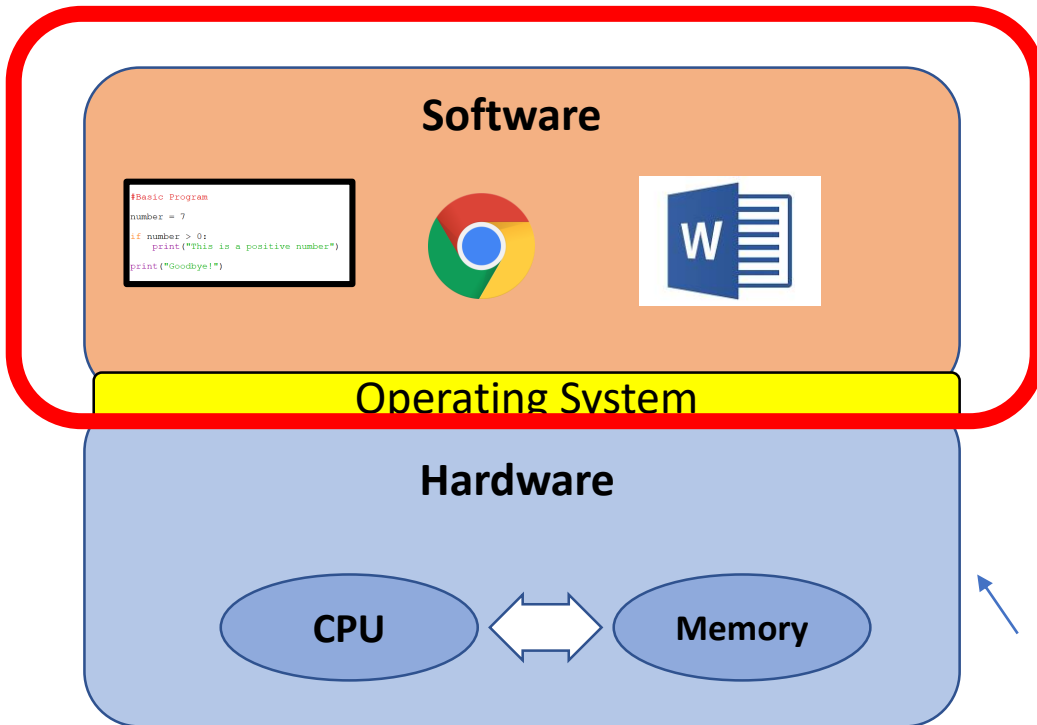 Software
#Basic Program
number = 7
if number > 0:
    print("This is a positive number")
print("Goodbye!")
W
Operating System
Hardware
CPU
Memory